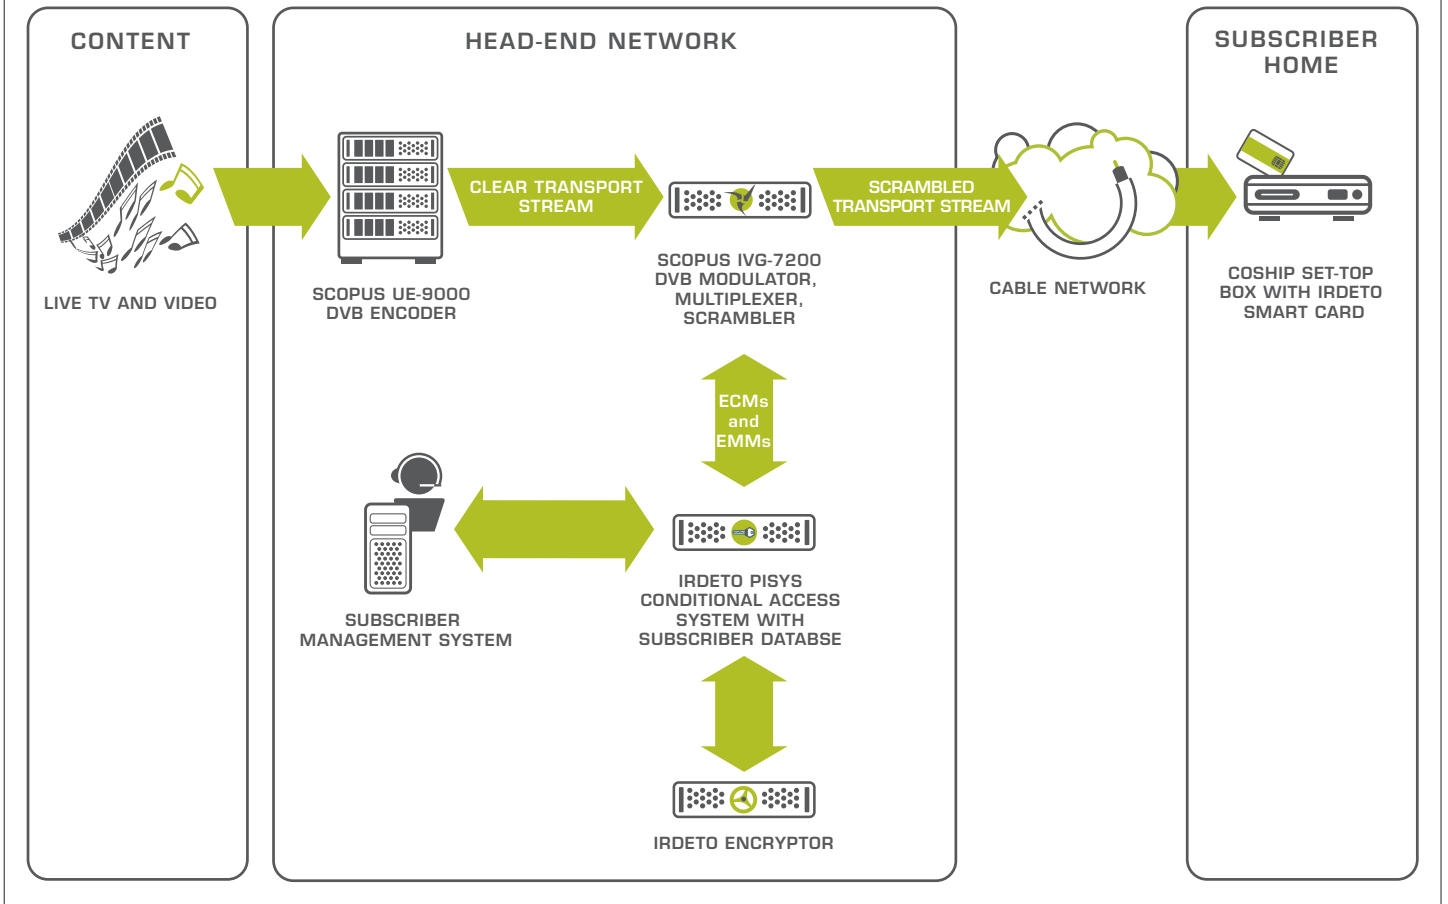 CONTENT
HEAD-END NETWORK
SUBSCRIBER
HOME
LIVE TV AND VIDEO
SCOPUS UE-9000
DVB ENCODER
CLEAR TRANSPORT
STREAM
SCOPUS IVG-7200
DVB MODULATOR,
MULTIPLEXER,
SCRAMBLER
SCRAMBLED
TRANSPORT STREAM
CABLE NETWORK
COSHIP SET-TOP
BOX WITH IRDETO
SMART CARD
ECMs
and
EMMs
SUBSCRIBER
MANAGEMENT SYSTEM
IRDETO PISYS
CONDITIONAL ACCESS
SYSTEM WITH
SUBSCRIBER DATABSE
IRDETO ENCRYPTOR